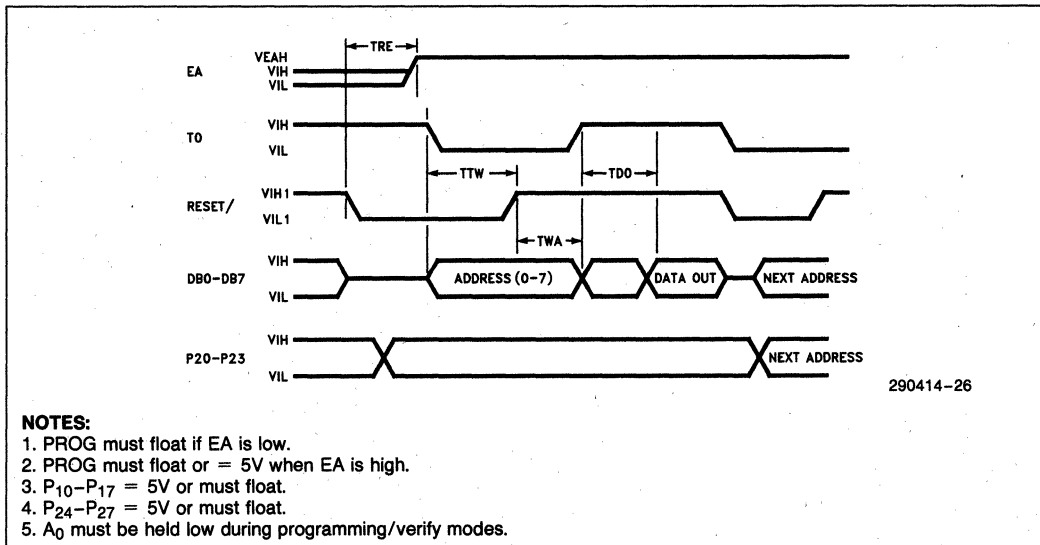 TRE
VEAH
EA VIH
VIL
T0 VIH
VIL
TTW TDO
RESET/ VIH1
VIL1
TWA
DB0-DB7 VIH
ADDRESS (0-7) DATA OUT NEXT ADDRESS
VIL
P20-P23 VIH
NEXT ADDRESS
VIL
290414-26
NOTES:
1. PROG must float if EA is low.
2. PROG must float or = 5V when EA is high.
3. P10–P17 = 5V or must float.
4. P24–P27 = 5V or must float.
5. A0 must be held low during programming/verify modes.